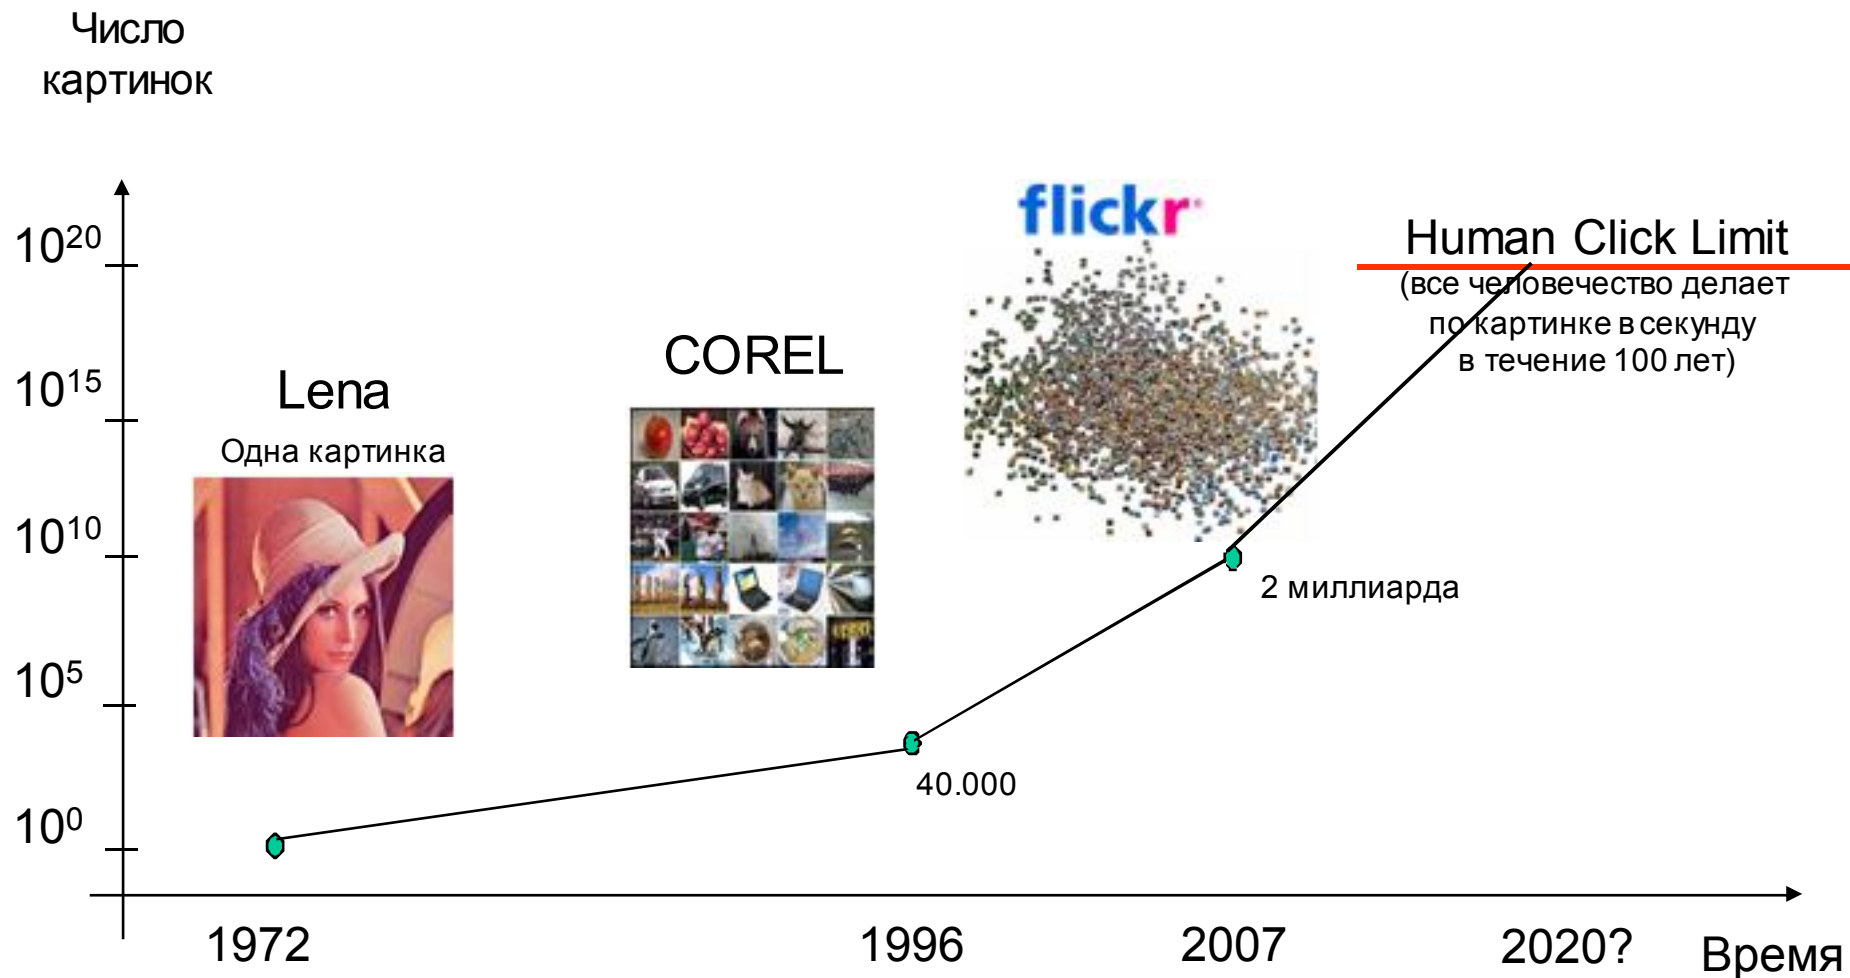 Число
картинок
10²⁰
10¹⁵
10¹⁰
10⁵
10⁰
Lena
Одна картинка
COREL
40.000
flickr
2 миллиарда
Human Click Limit
(все человечество делает
по картинке в секунду
в течение 100 лет)
1972
1996
2007
2020?
Время